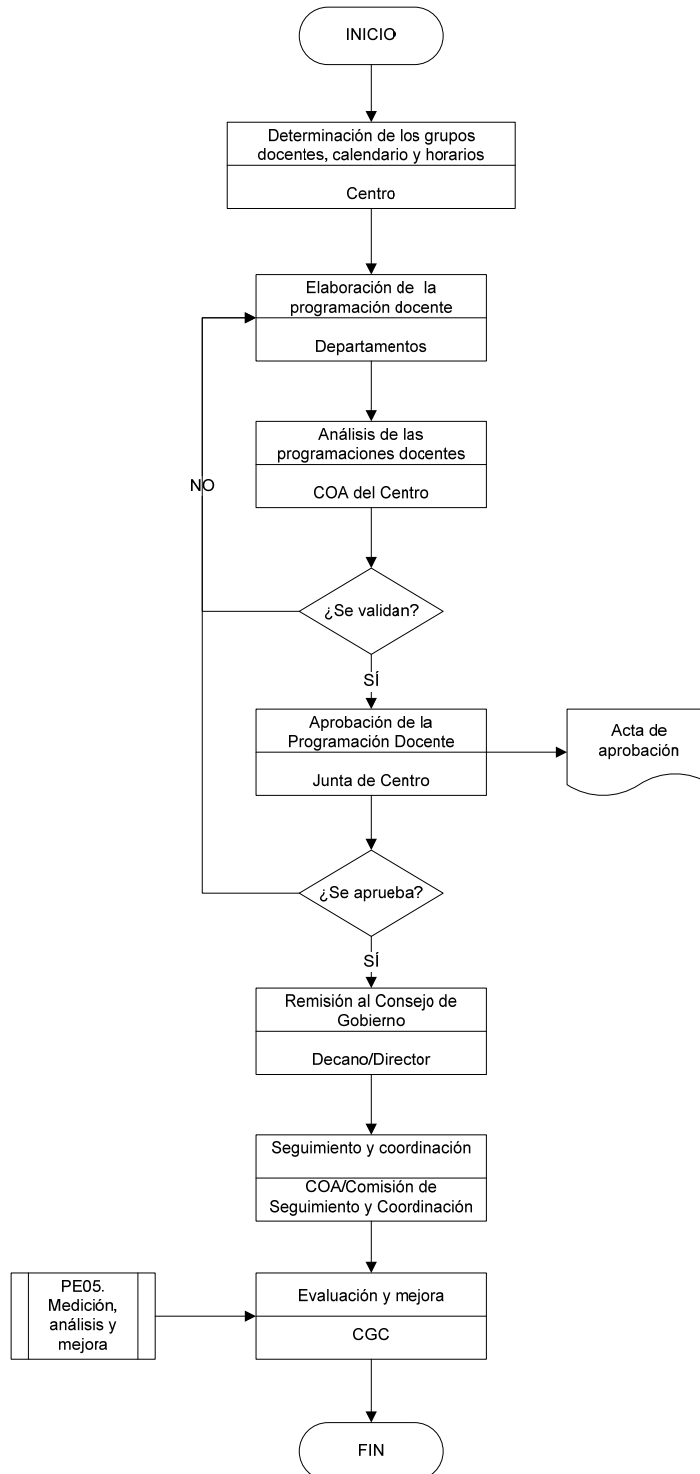 INICIO
Determinación de los grupos
docentes, calendario y horarios
Centro
Elaboración de la
programación docente
Departamentos
Análisis de las
programaciones docentes
COA del Centro
NO
¿Se validan?
SÍ
Aprobación de la
Programación Docente
Junta de Centro
Acta de
aprobación
¿Se aprueba?
SÍ
Remisión al Consejo de
Gobierno
Decano/Director
Seguimiento y coordinación
COA/Comisión de
Seguimiento y Coordinación
PE05.
Medición,
análisis y
mejora
Evaluación y mejora
CGC
FIN